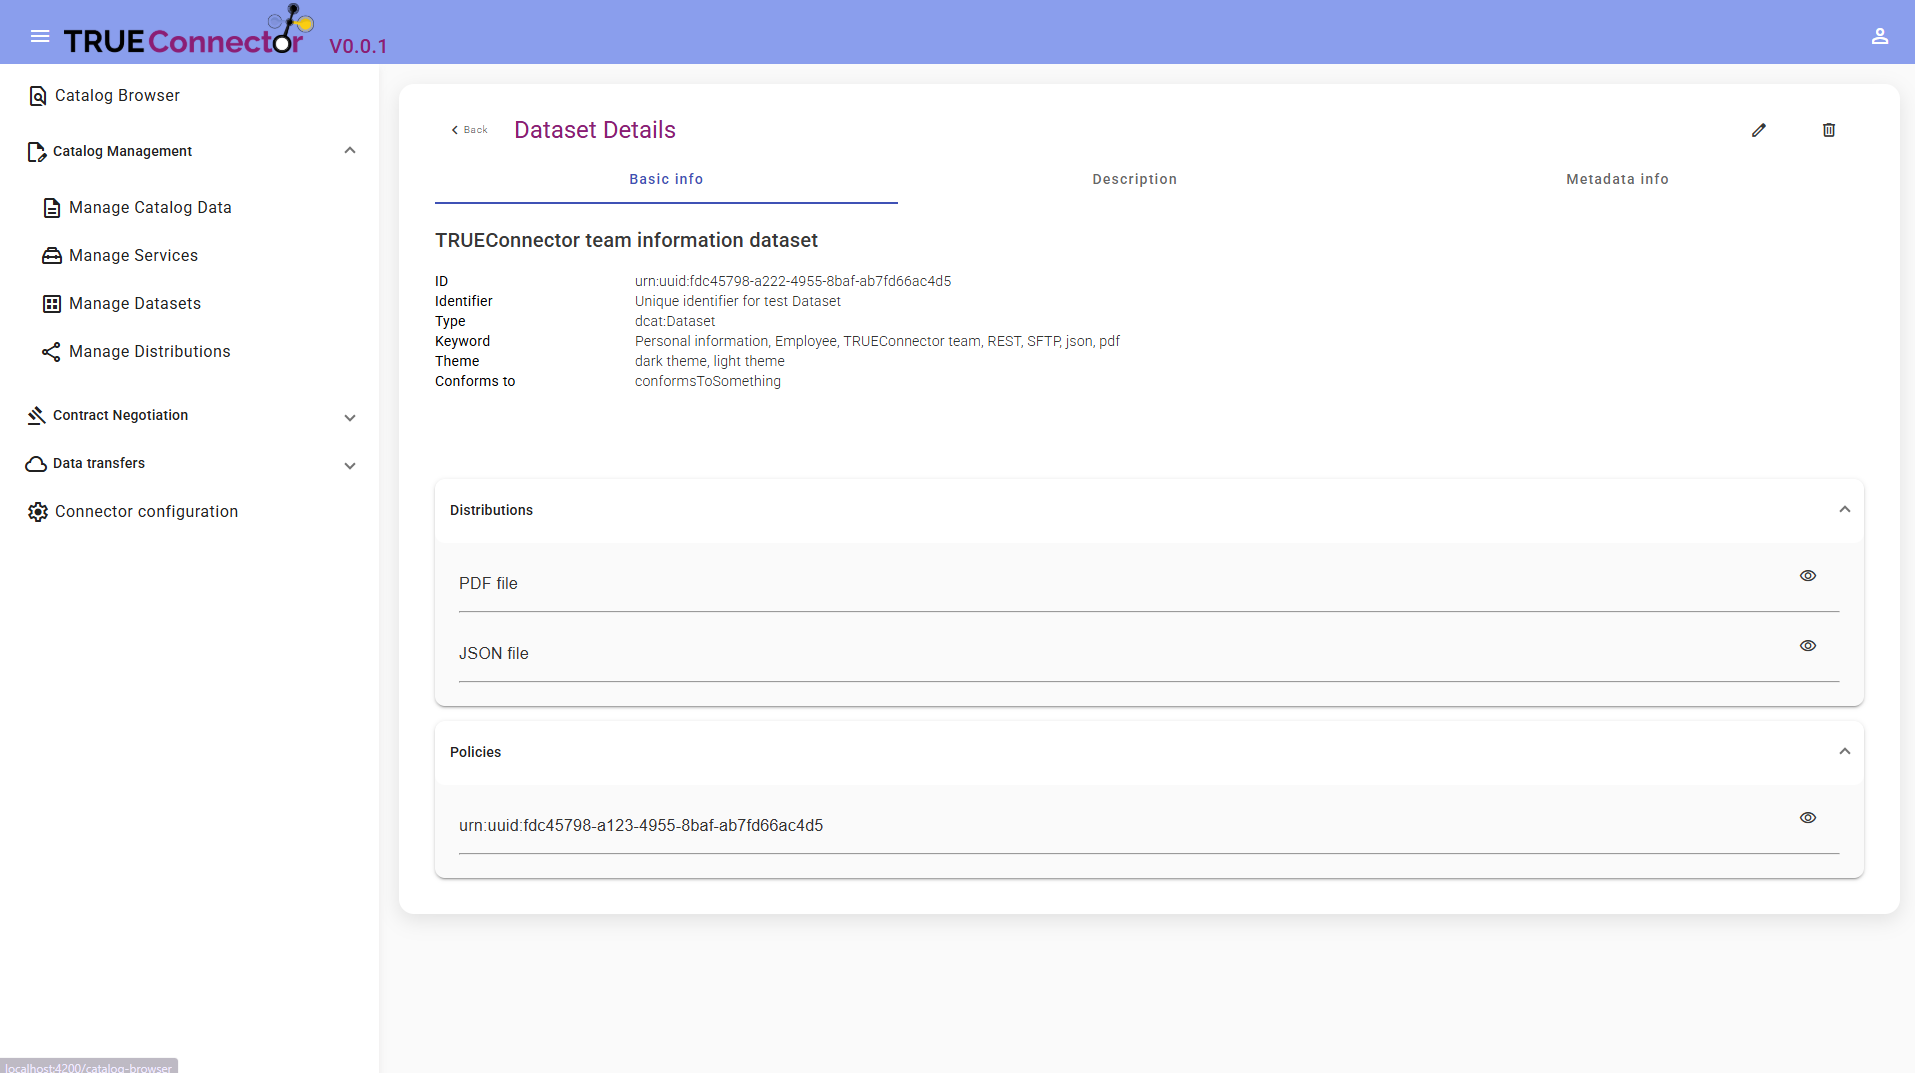 TRUEConnector V0.0.1
Catalog Browser
Catalog Management
Manage Catalog Data
Manage Services
Manage Datasets
Manage Distributions
Contract Negotiation
Data transfers
Connector configuration
Back
Dataset Details
Basic info
Description
Metadata info
TRUEConnector team information dataset
ID urn:uuid:fdc45798-a222-4955-8baf-ab7fd66ac4d5
Identifier Unique identifier for test Dataset
Type dcat:Dataset
Keyword Personal information, Employee, TRUEConnector team, REST, SFTP, json, pdf
Theme dark theme, light theme
Conforms to conformsToSomething
Distributions
PDF file
JSON file
Policies
urn:uuid:fdc45798-a123-4955-8baf-ab7fd66ac4d5
localhost:4200/catalog-browser